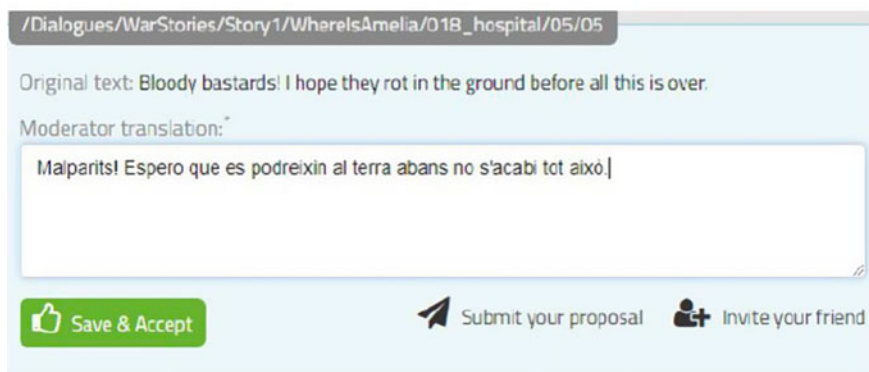 /Dialogues/WarStories/Story1/WhereIsAmelia/018_hospital/05/05
Original text: Bloody bastards! I hope they rot in the ground before all this is over.
Moderator translation:*
Malparits! Espero que es podreixin al terra abans no s'acabi tot això.
Save & Accept
Submit your proposal
Invite your friend